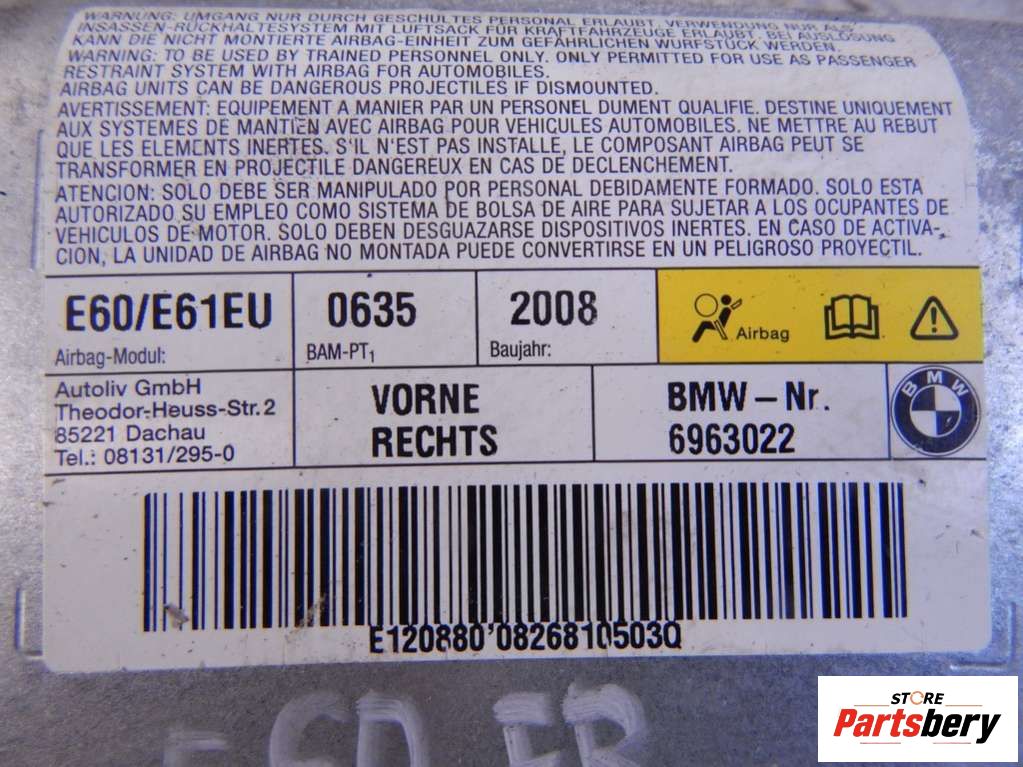 WARNUNG: UMGANG NUR DURCH GESCHULTES PERSONAL ERLAUBT. VERWENDUNG NUR ALS
INSASSEN-RÜCKHALTESYSTEM MIT LUFTSACK FÜR KRAFTFAHRZEUGE ERLAUBT. BEI AUSLÖSUNG
KANN DIE NICHT MONTIERTE AIRBAG-EINHEIT ZUM GEFÄHRLICHEN WURFSTÜCK WERDEN.
WARNING: TO BE USED BY TRAINED PERSONNEL ONLY. ONLY PERMITTED FOR USE AS PASSENGER
RESTRAINT SYSTEM WITH AIRBAG FOR AUTOMOBILES.
AIRBAG UNITS CAN BE DANGEROUS PROJECTILES IF DISMOUNTED.
AVERTISSEMENT: EQUIPEMENT A MANIER PAR UN PERSONEL DUMENT QUALIFIE. DESTINE UNIQUEMENT
AUX SYSTEMES DE MANTIEN AVEC AIRBAG POUR VEHICULES AUTOMOBILES. NE METTRE AU REBUT
QUE LES ELEMENTS INERTES. S'IL N'EST PAS INSTALLE, LE COMPOSANT AIRBAG PEUT SE
TRANSFORMER EN PROJECTILE DANGEREUX EN CAS DE DECLENCHEMENT.
ATENCION: SOLO DEBE SER MANIPULADO POR PERSONAL DEBIDAMENTE FORMADO. SOLO ESTA
AUTORIZADO SU EMPLEO COMO SISTEMA DE BOLSA DE AIRE PARA SUJETAR A LOS OCUPANTES DE
VEHICULOS DE MOTOR. SOLO DEBEN DESGUAZARSE DISPOSITIVOS INERTES. EN CASO DE ACTIVA-
CION, LA UNIDAD DE AIRBAG NO MONTADA PUEDE CONVERTIRSE EN UN PELIGROSO PROYECTIL.
E60/E61EU 0635 2008
Airbag
Airbag-Modul: BAM-PT1 Baujahr:
Autoliv GmbH
Theodor-Heuss-Str. 2
85221 Dachau
Tel.: 08131/295-0
VORNE
RECHTS
BMW-Nr.
6963022
BMW
E120880'0826810503Q
60 FR
STORE
Partsbery